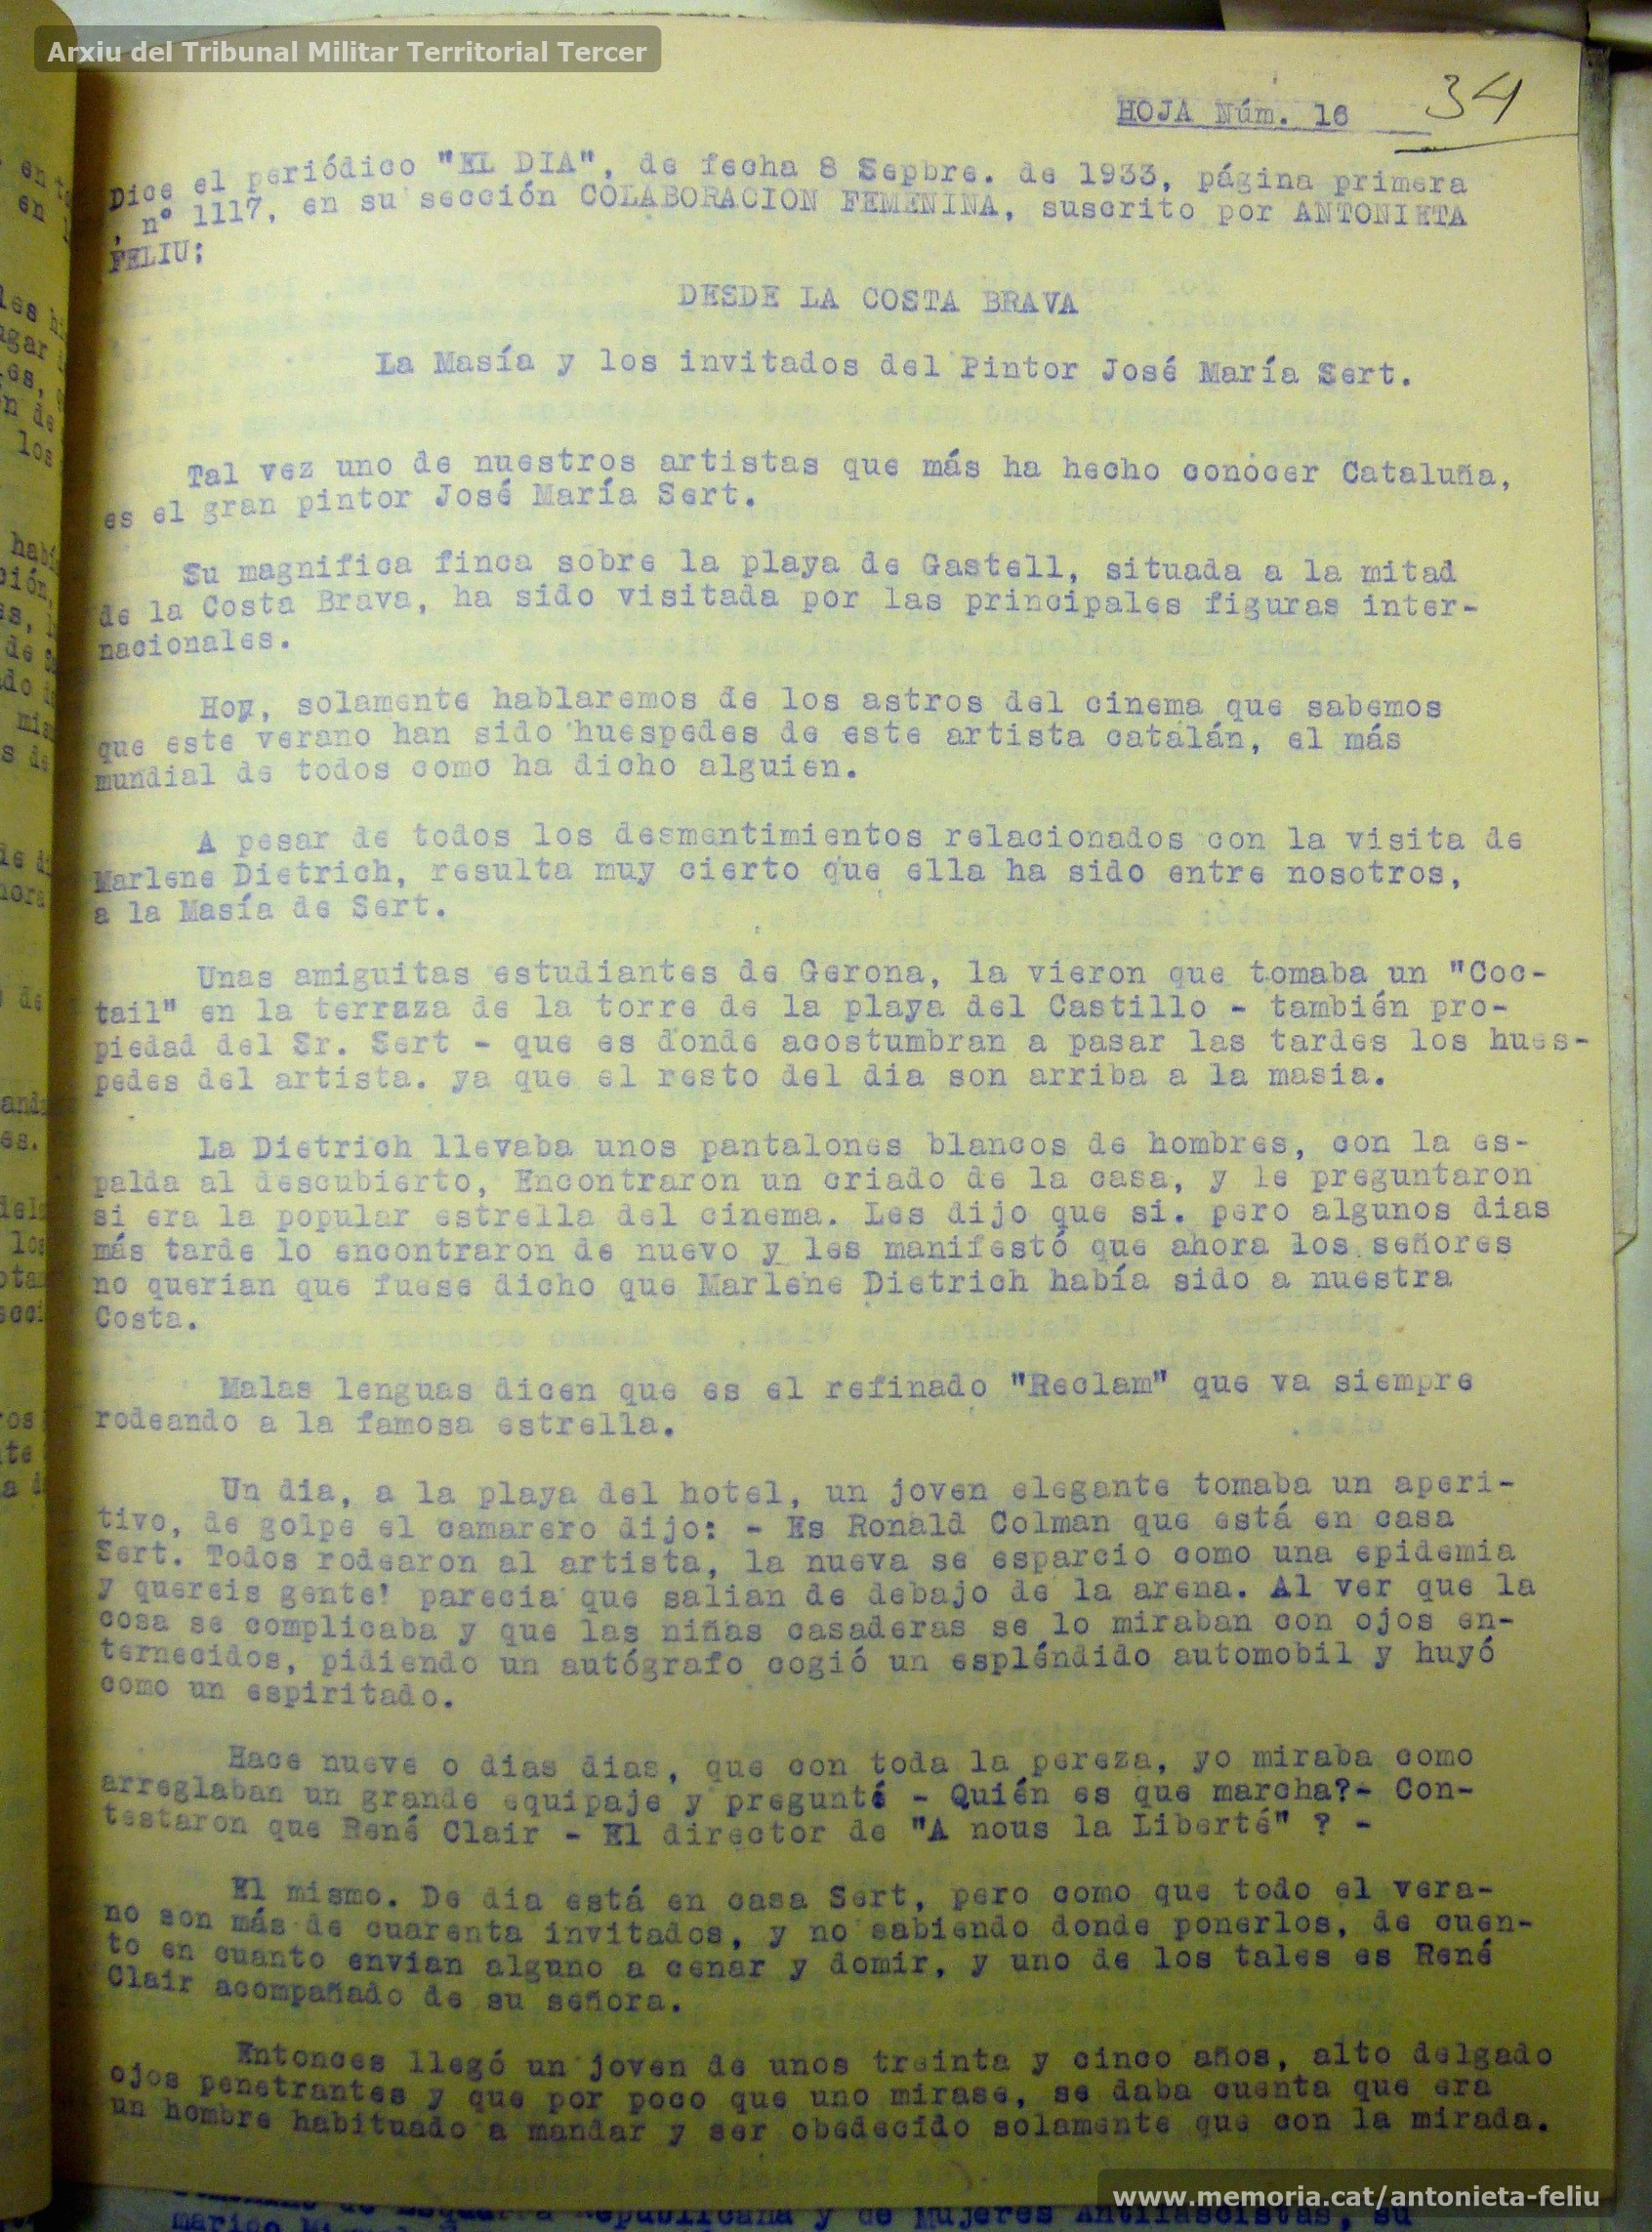 Arxiu del Tribunal Militar Territorial Tercer
HOJA Núm. 16
34
Dice el periódico "EL DIA", de fecha 8 Sepbre. de 1933, página primera
, nº 1117, en su sección COLABORACION FEMENINA, suscrito por ANTONIETA
FELIU:
DESDE LA COSTA BRAVA
La Masía y los invitados del Pintor José María Sert.
Tal vez uno de nuestros artistas que más ha hecho conocer Cataluña,
es el gran pintor José María Sert.
Su magnifica finca sobre la playa de Gastell, situada a la mitad
de la Costa Brava, ha sido visitada por las principales figuras inter-
nacionales.
Hoy, solamente hablaremos de los astros del cinema que sabemos
que este verano han sido huespedes de este artista catalán, el más
mundial de todos como ha dicho alguien.
A pesar de todos los desmentimientos relacionados con la visita de
Marlene Dietrich, resulta muy cierto que ella ha sido entre nosotros,
a la Masía de Sert.
Unas amiguitas estudiantes de Gerona, la vieron que tomaba un "Coc-
tail" en la terraza de la torre de la playa del Castillo - también pro-
piedad del Sr. Sert - que es donde acostumbran a pasar las tardes los hues-
pedes del artista. ya que el resto del dia son arriba a la masia.
La Dietrich llevaba unos pantalones blancos de hombres, con la es-
palda al descubierto, Encontraron un criado de la casa, y le preguntaron
si era la popular estrella del cinema. Les dijo que si. pero algunos dias
más tarde lo encontraron de nuevo y les manifestó que ahora los señores
no querian que fuese dicho que Marlene Dietrich había sido a nuestra
Costa.
Malas lenguas dicen que es el refinado "Reclam" que va siempre
rodeando a la famosa estrella.
Un dia, a la playa del hotel, un joven elegante tomaba un aperi-
tivo, de golpe el camarero dijo: - Es Ronald Colman que está en casa
Sert. Todos rodearon al artista, la nueva se esparcio como una epidemia
y quereis gente! parecia que salian de debajo de la arena. Al ver que la
cosa se complicaba y que las niñas casaderas se lo miraban con ojos en-
ternecidos, pidiendo un autógrafo cogió un espléndido automobil y huyó
como un espiritado.
Hace nueve o dias dias, que con toda la pereza, yo miraba como
arreglaban un grande equipaje y pregunté - Quién es que marcha?- Con-
testaron que René Clair - El director de "A nous la Liberté" ? -
El mismo. De dia está en casa Sert, pero como que todo el vera-
no son más de cuarenta invitados, y no sabiendo donde ponerlos, de cuen-
to en cuanto envian alguno a cenar y domir, y uno de los tales es René
Clair acompañado de su señora.
Entonces llegó un joven de unos treinta y cinco años, alto delgado
ojos penetrantes y que por poco que uno mirase, se daba cuenta que era
un hombre habituado a mandar y ser obedecido solamente que con la mirada.
www.memoria.cat/antonieta-feliu
Republicana y de Mujeres Antifascistas, su